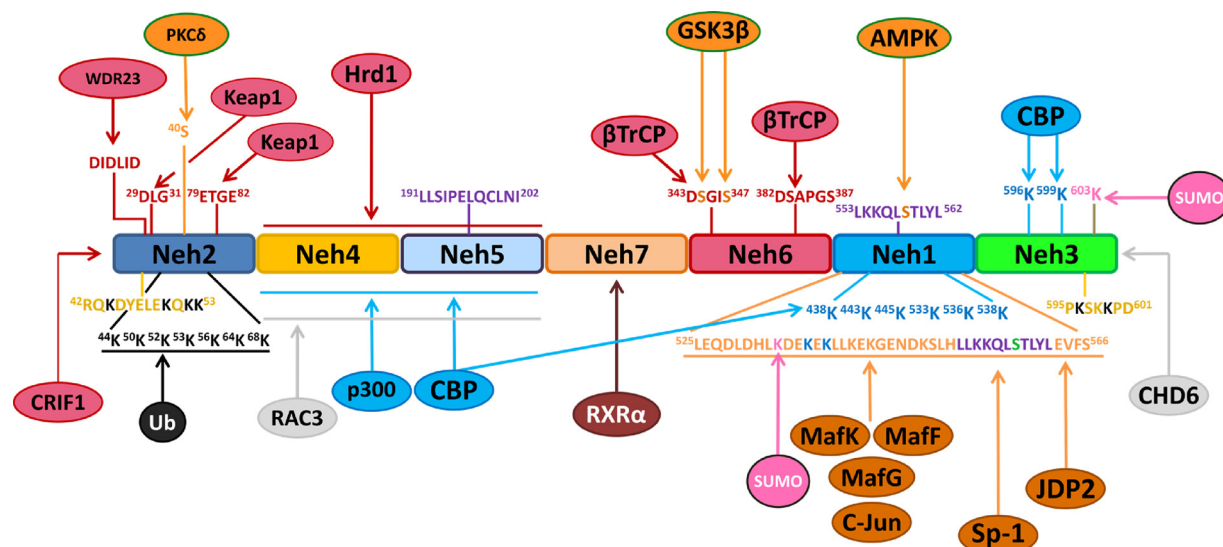 PKCδ
GSK3β
AMPK
WDR23
Hrd1
Keap1
Keap1
βTrCP
βTrCP
CBP
SUMO
40S
DIDLID
29DLG31
79ETGE82
191LLSIPELQCLNI202
343DSGIS347
382DSAPGS387
553LKKQLSTLYL562
596K
599K
603K
Neh2
Neh4
Neh5
Neh7
Neh6
Neh1
Neh3
42RQKDYELEKQKK53
44K 50K 52K 53K 56K 64K 68K
438K 443K 445K 533K 536K 538K
595PKSKKPD601
525LEQDLDHLKDEKEKLLKEKGENDKSLHLLKKQLSTLYLEVFS566
CRIF1
Ub
RAC3
p300
CBP
RXRα
CHD6
MafK
MafF
MafG
C-Jun
SUMO
Sp-1
JDP2